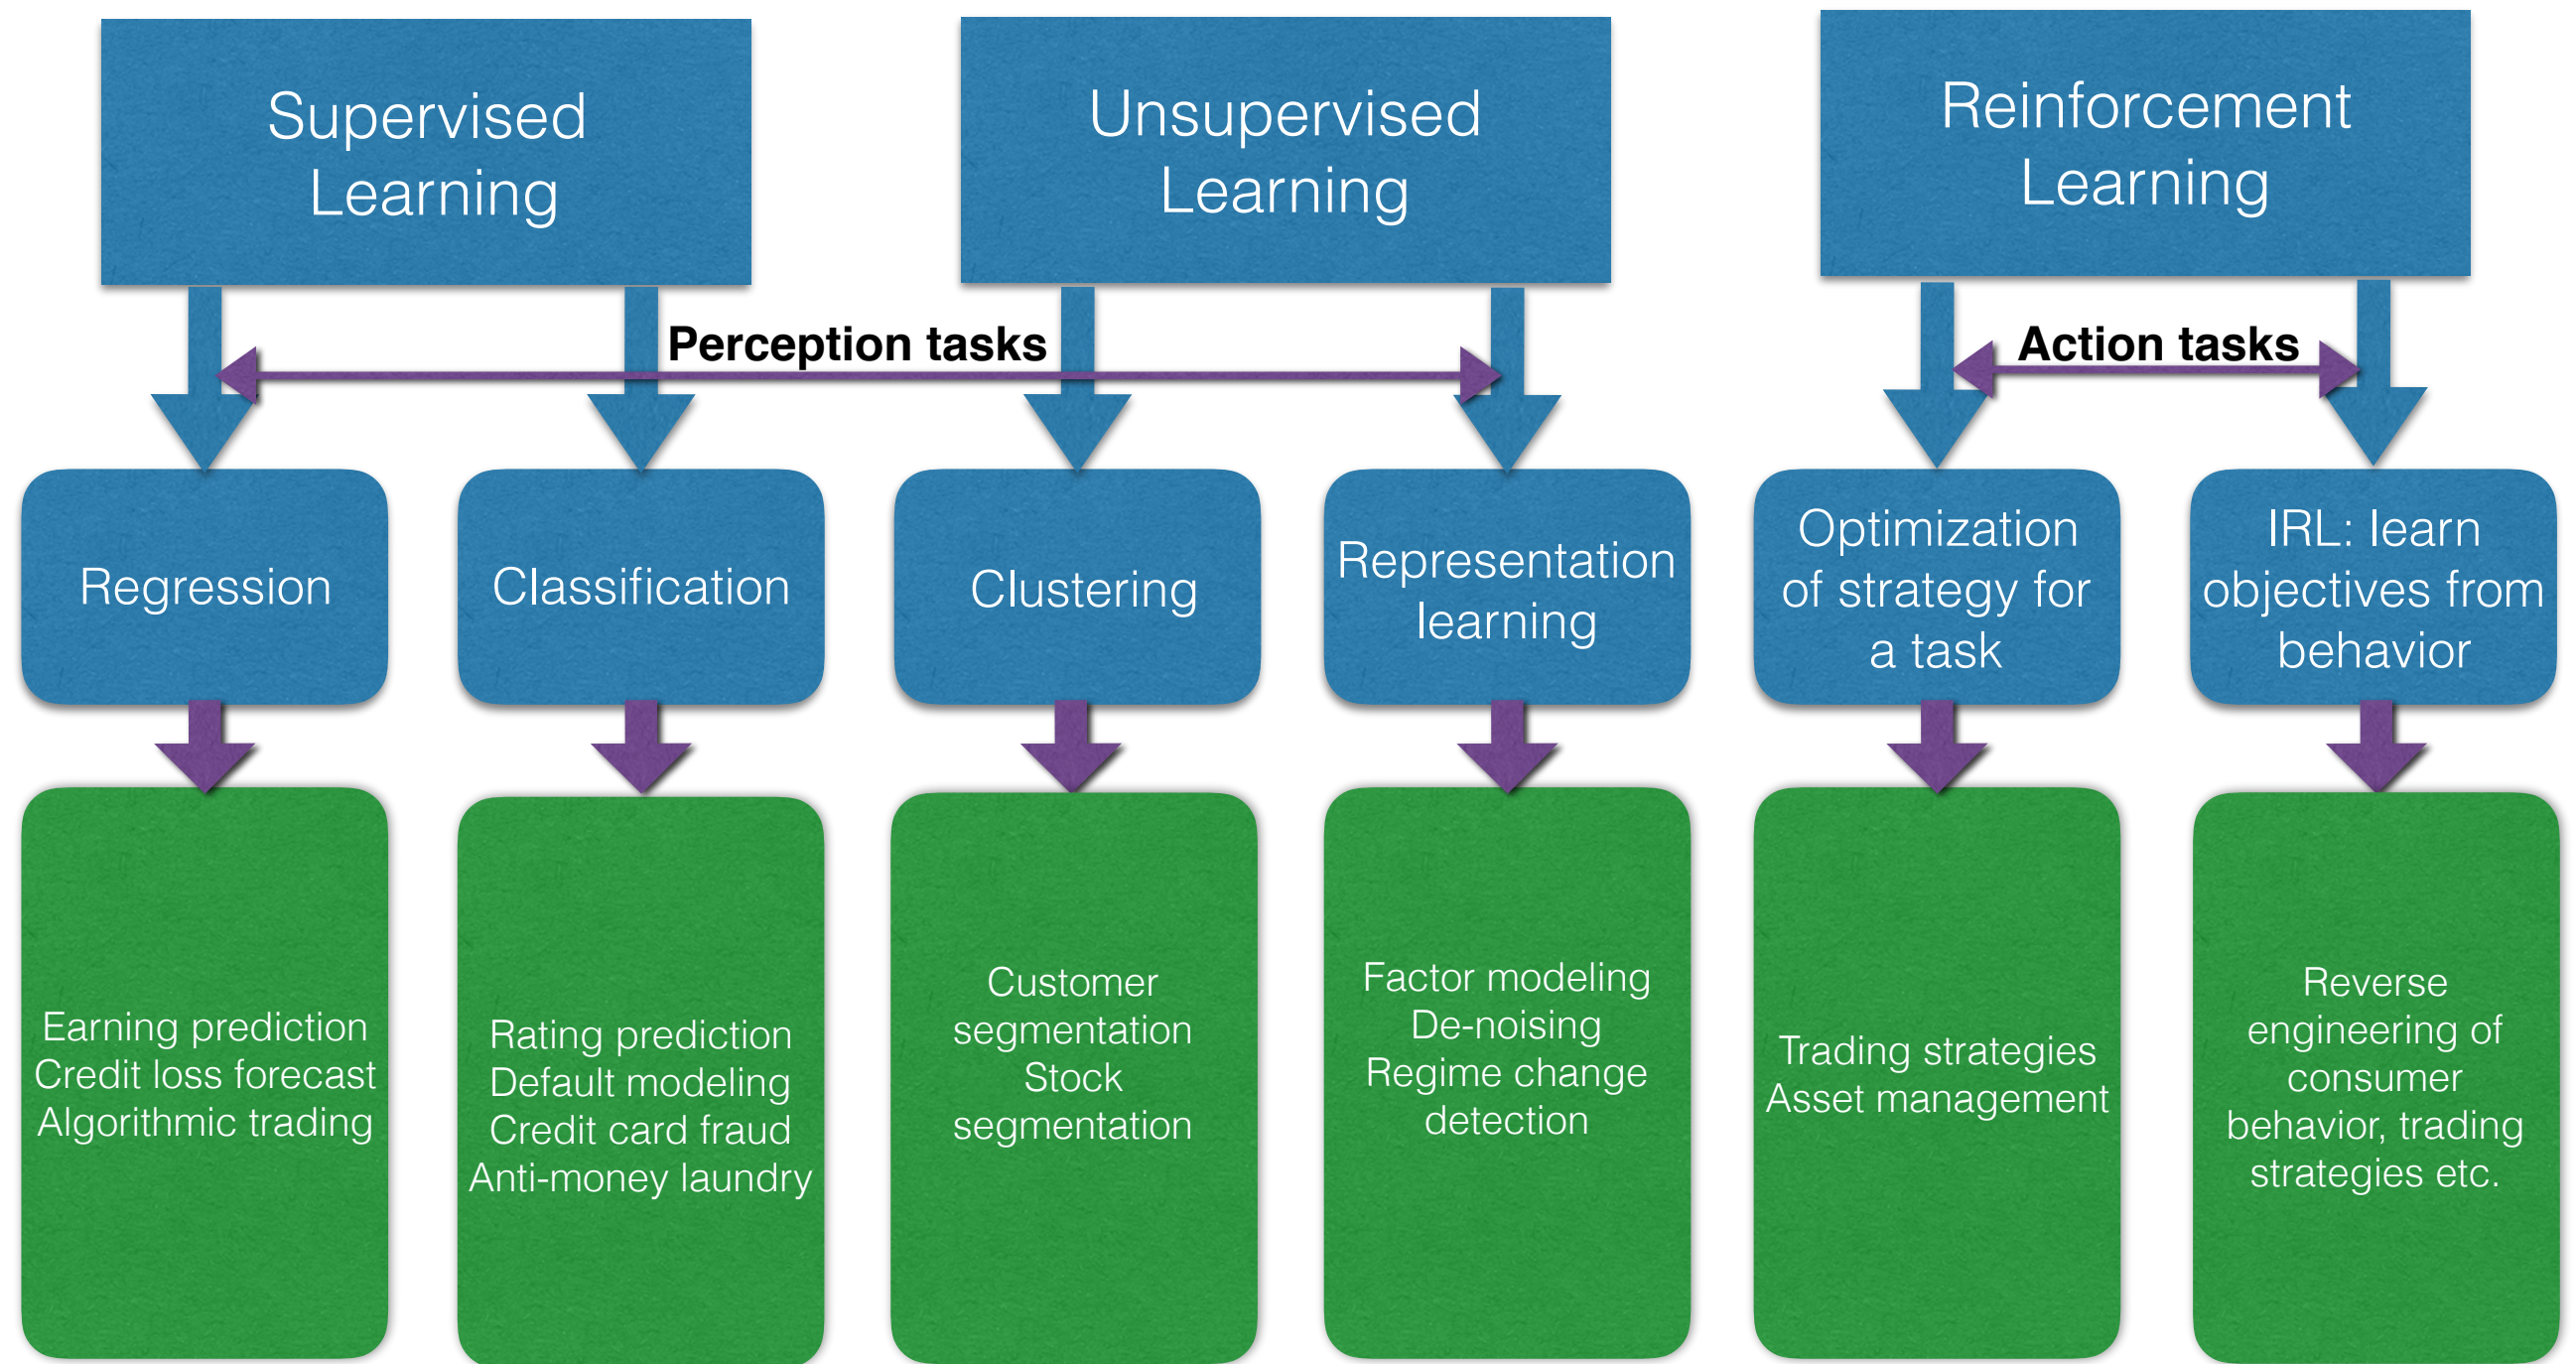 Supervised
Learning
Unsupervised
Learning
Reinforcement
Learning
Perception tasks
Action tasks
Regression
Classification
Clustering
Representation
learning
Optimization
of strategy for
a task
IRL: learn
objectives from
behavior
Earning prediction
Credit loss forecast
Algorithmic trading
Rating prediction
Default modeling
Credit card fraud
Anti-money laundry
Customer
segmentation
Stock
segmentation
Factor modeling
De-noising
Regime change
detection
Trading strategies
Asset management
Reverse
engineering of
consumer
behavior, trading
strategies etc.